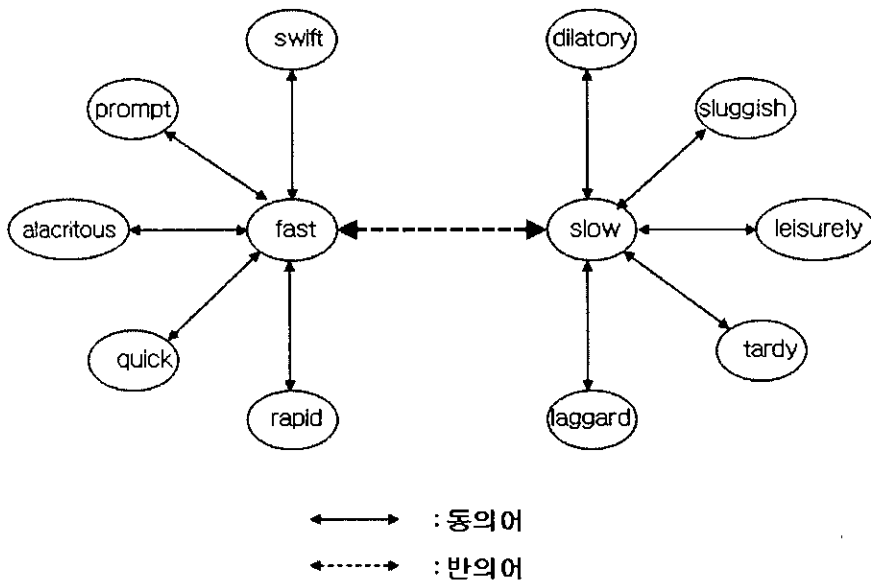 swift
dilatory
prompt
sluggish
alacritous
fast
slow
leisurely
quick
tardy
rapid
laggard
: 동의어
: 반의어